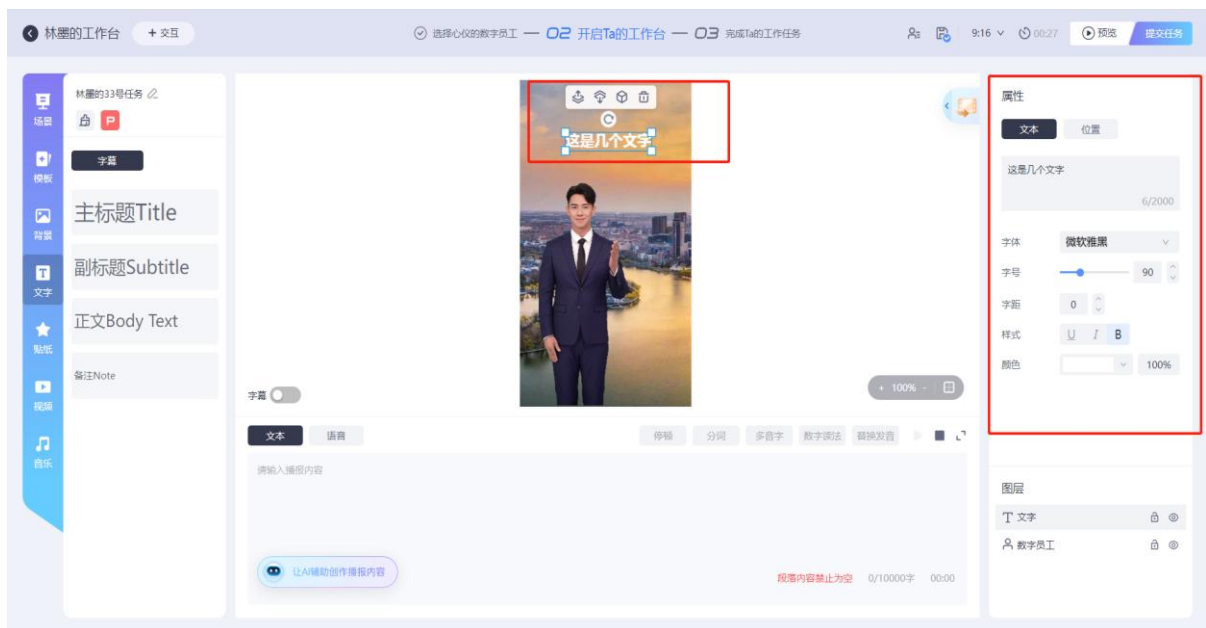 林墨的工作台
+ 交互
选择心仪的数字员工 — 02 开启Ta的工作台 — 03 完成Ta的工作任务
9:16
00:27
预览
提交任务
场景
模板
背景
文字
贴纸
视频
音乐
林墨的33号任务
P
字幕
主标题Title
副标题Subtitle
正文Body Text
备注Note
这是几个文字
字幕
+ 100% -
文本
语音
停顿
分词
多音字
数字读法
替换发音
请输入播报内容
让AI辅助创作播报内容
段落内容禁止为空
0/10000字
00:00
属性
文本
位置
这是几个文字
6/2000
字体
微软雅黑
字号
90
字距
0
样式
U I B
颜色
100%
图层
T 文字
数字员工